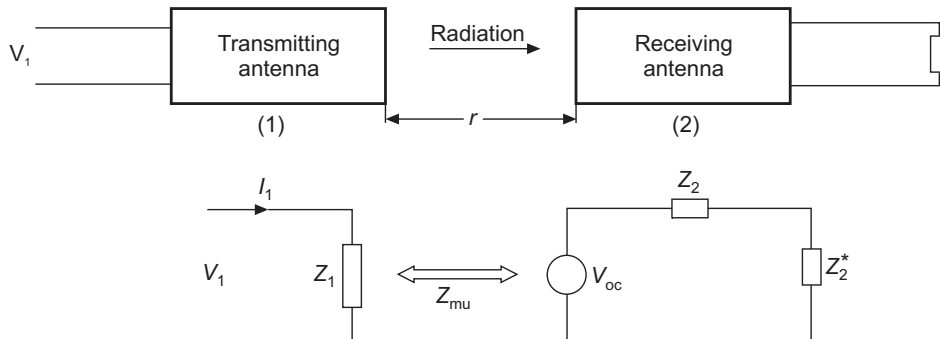 V₁
Transmitting
antenna
Radiation
Receiving
antenna
(1)
r
(2)
I₁
V₁
Z₁
Zₘᵤ
Vₒc
Z₂
Z₂*